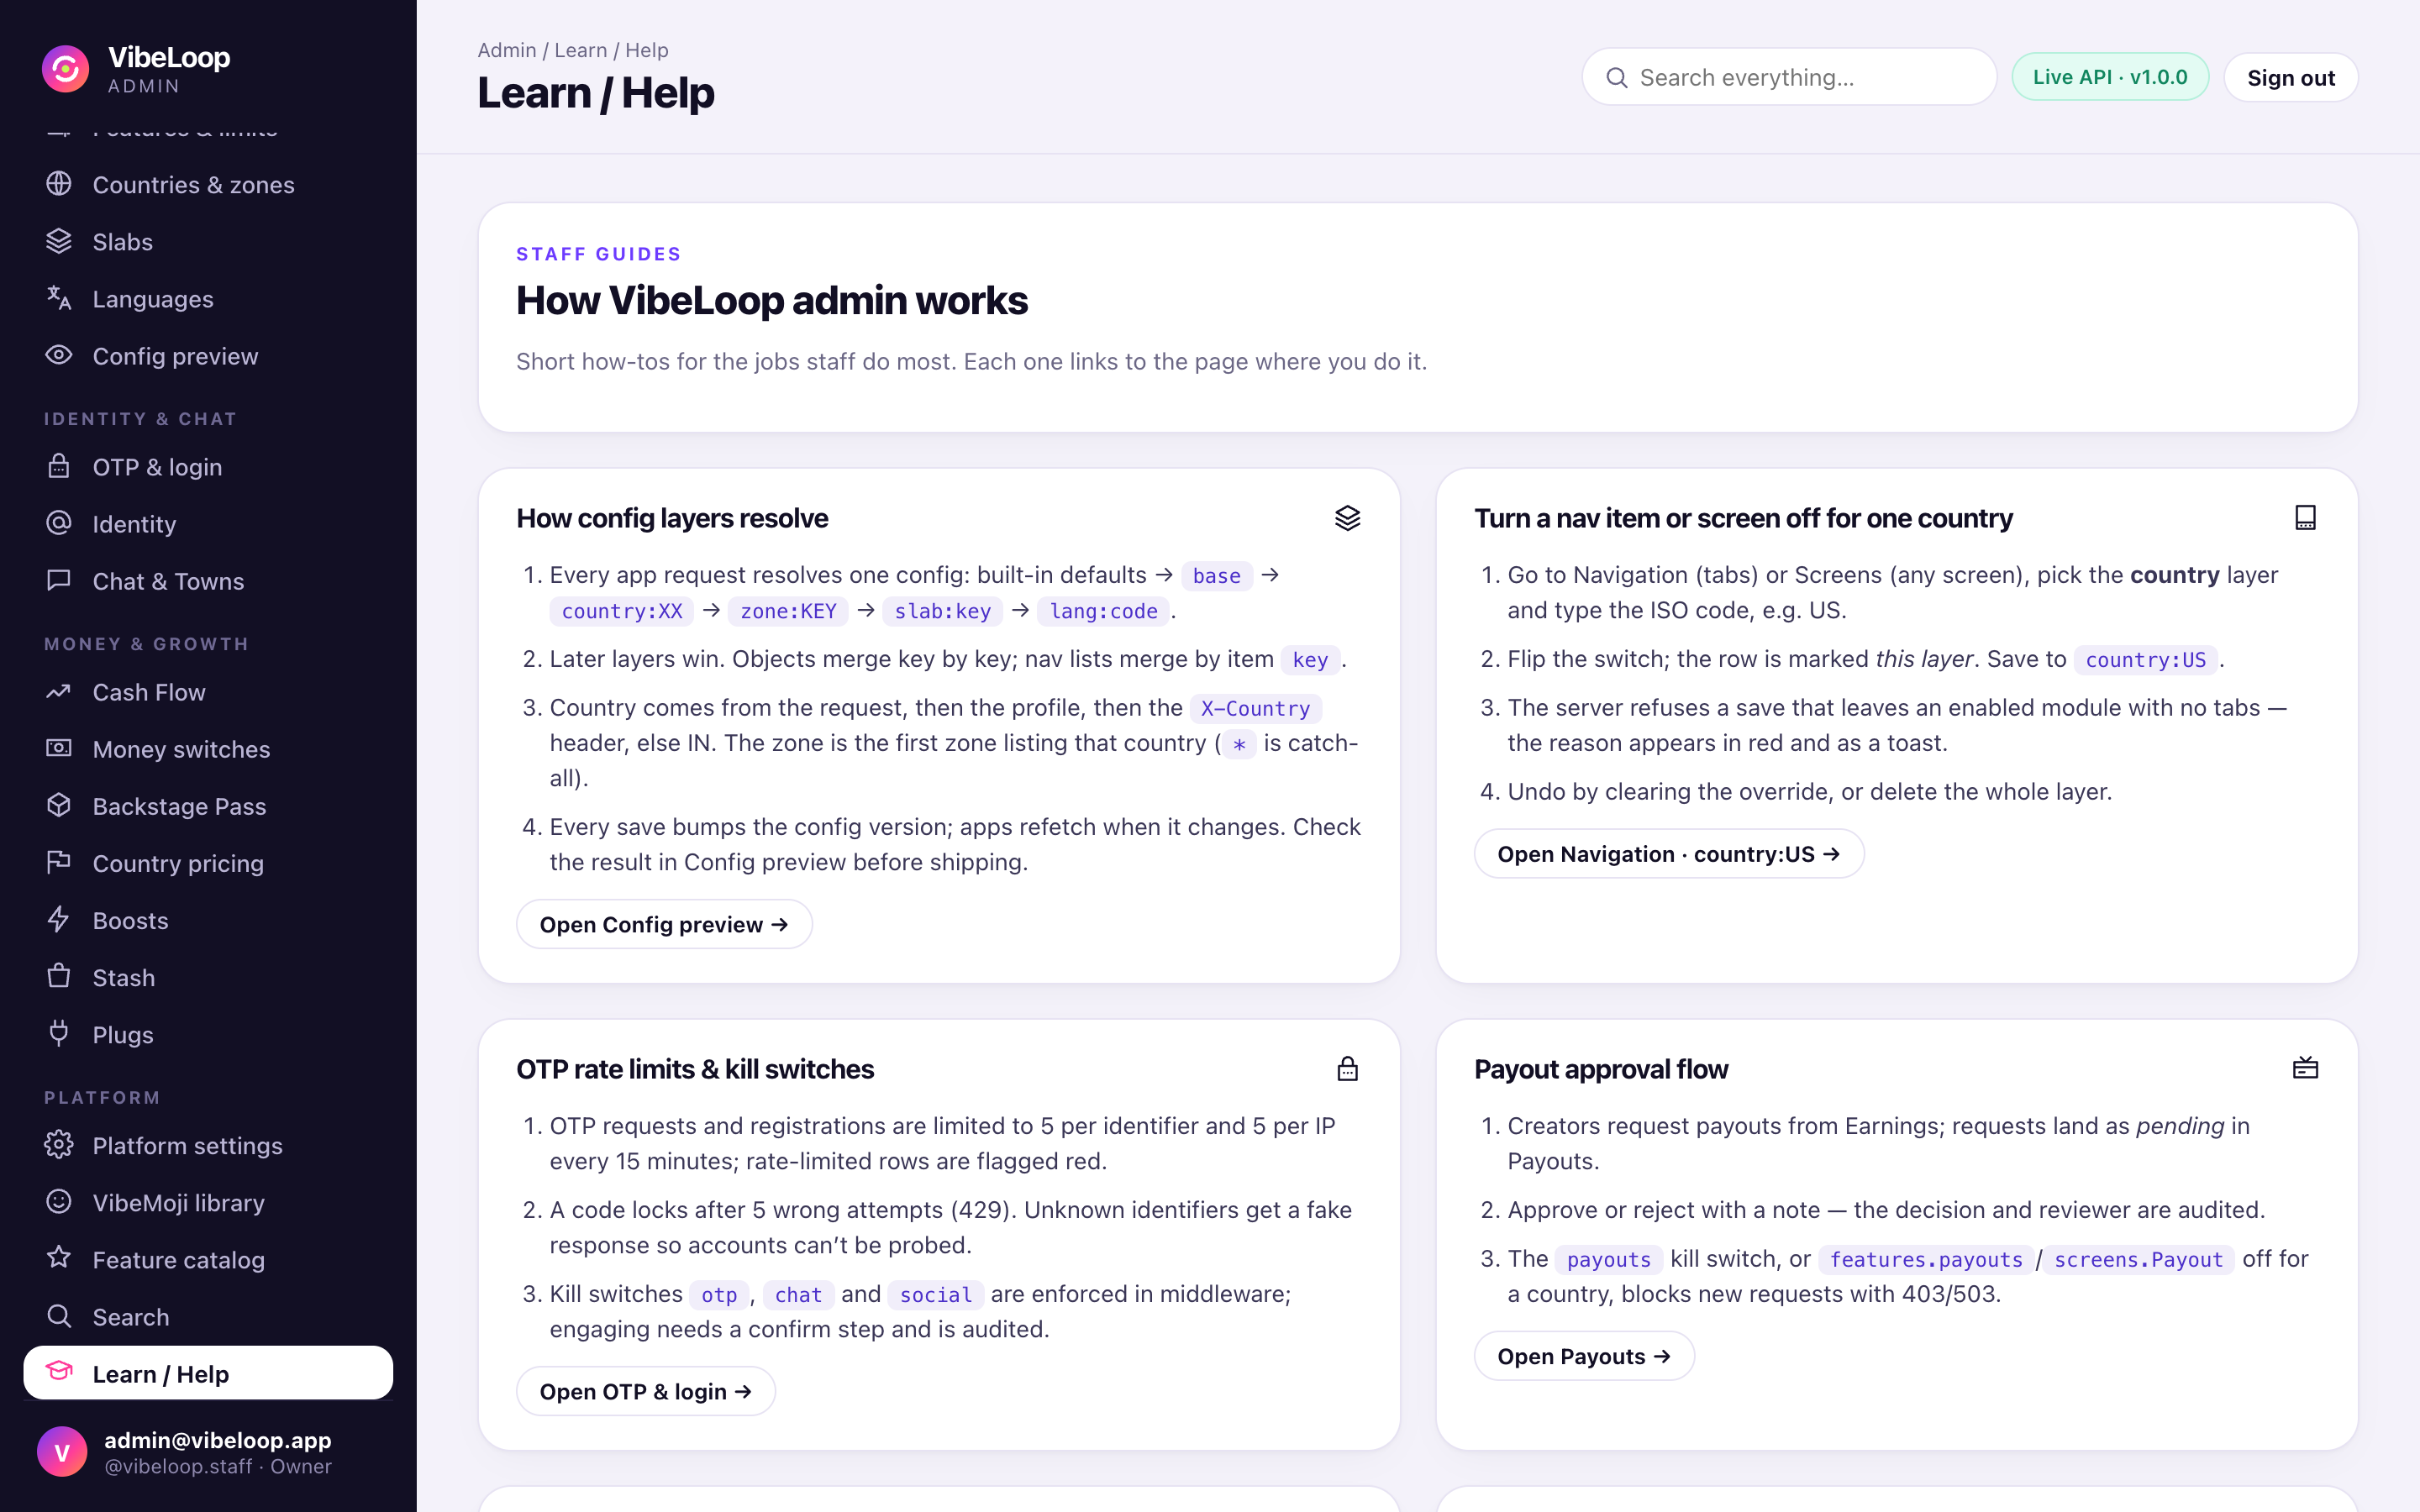 VibeLoop
ADMIN
Features & limits
Countries & zones
Slabs
Languages
Config preview
IDENTITY & CHAT
OTP & login
Identity
Chat & Towns
MONEY & GROWTH
Cash Flow
Money switches
Backstage Pass
Country pricing
Boosts
Stash
Plugs
PLATFORM
Platform settings
VibeMoji library
Feature catalog
Search
Learn / Help
V
admin@vibeloop.app
@vibeloop.staff · Owner
Admin / Learn / Help
Learn / Help
Search everything...
Live API · v1.0.0
Sign out
STAFF GUIDES
How VibeLoop admin works
Short how-tos for the jobs staff do most. Each one links to the page where you do it.
How config layers resolve
1. Every app request resolves one config: built-in defaults → base →
country:XX → zone:KEY → slab:key → lang:code.
2. Later layers win. Objects merge key by key; nav lists merge by item key.
3. Country comes from the request, then the profile, then the X-Country
header, else IN. The zone is the first zone listing that country (* is catch-
all).
4. Every save bumps the config version; apps refetch when it changes. Check
the result in Config preview before shipping.
Open Config preview →
Turn a nav item or screen off for one country
1. Go to Navigation (tabs) or Screens (any screen), pick the country layer
and type the ISO code, e.g. US.
2. Flip the switch; the row is marked this layer. Save to country:US.
3. The server refuses a save that leaves an enabled module with no tabs —
the reason appears in red and as a toast.
4. Undo by clearing the override, or delete the whole layer.
Open Navigation · country:US →
OTP rate limits & kill switches
1. OTP requests and registrations are limited to 5 per identifier and 5 per IP
every 15 minutes; rate-limited rows are flagged red.
2. A code locks after 5 wrong attempts (429). Unknown identifiers get a fake
response so accounts can’t be probed.
3. Kill switches otp, chat and social are enforced in middleware;
engaging needs a confirm step and is audited.
Open OTP & login →
Payout approval flow
1. Creators request payouts from Earnings; requests land as pending in
Payouts.
2. Approve or reject with a note — the decision and reviewer are audited.
3. The payouts kill switch, or features.payouts/screens.Payout off for
a country, blocks new requests with 403/503.
Open Payouts →